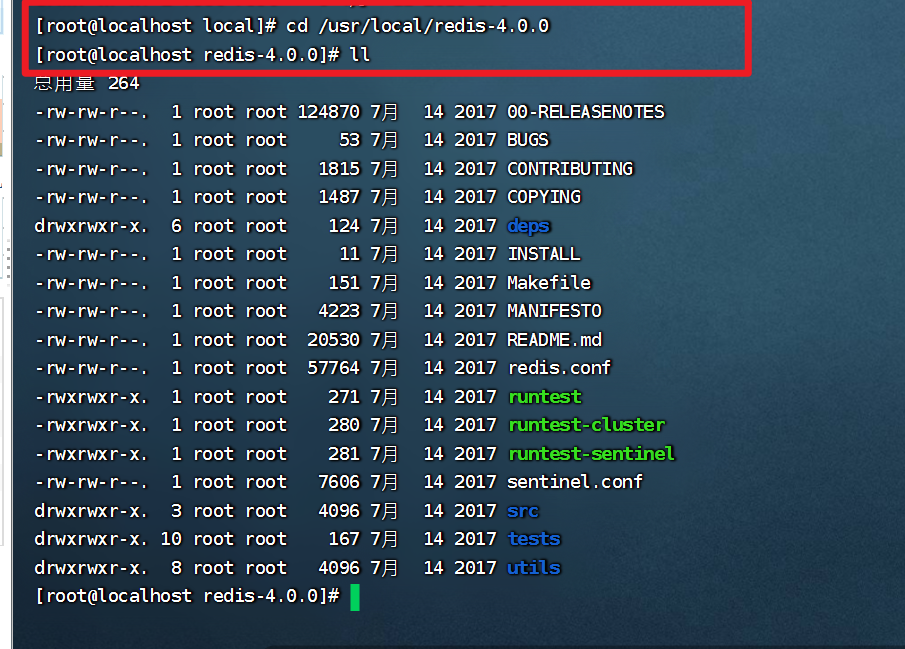 [root@localhost local]# cd /usr/local/redis-4.0.0
[root@localhost redis-4.0.0]# ll
总用量 264
-rw-rw-r--.  1 root root 124870 7月  14 2017 00-RELEASENOTES
-rw-rw-r--.  1 root root     53 7月  14 2017 BUGS
-rw-rw-r--.  1 root root   1815 7月  14 2017 CONTRIBUTING
-rw-rw-r--.  1 root root   1487 7月  14 2017 COPYING
drwxrwxr-x.  6 root root    124 7月  14 2017 deps
-rw-rw-r--.  1 root root     11 7月  14 2017 INSTALL
-rw-rw-r--.  1 root root    151 7月  14 2017 Makefile
-rw-rw-r--.  1 root root   4223 7月  14 2017 MANIFESTO
-rw-rw-r--.  1 root root  20530 7月  14 2017 README.md
-rw-rw-r--.  1 root root  57764 7月  14 2017 redis.conf
-rwxrwxr-x.  1 root root    271 7月  14 2017 runtest
-rwxrwxr-x.  1 root root    280 7月  14 2017 runtest-cluster
-rwxrwxr-x.  1 root root    281 7月  14 2017 runtest-sentinel
-rw-rw-r--.  1 root root   7606 7月  14 2017 sentinel.conf
drwxrwxr-x.  3 root root   4096 7月  14 2017 src
drwxrwxr-x. 10 root root    167 7月  14 2017 tests
drwxrwxr-x.  8 root root   4096 7月  14 2017 utils
[root@localhost redis-4.0.0]#